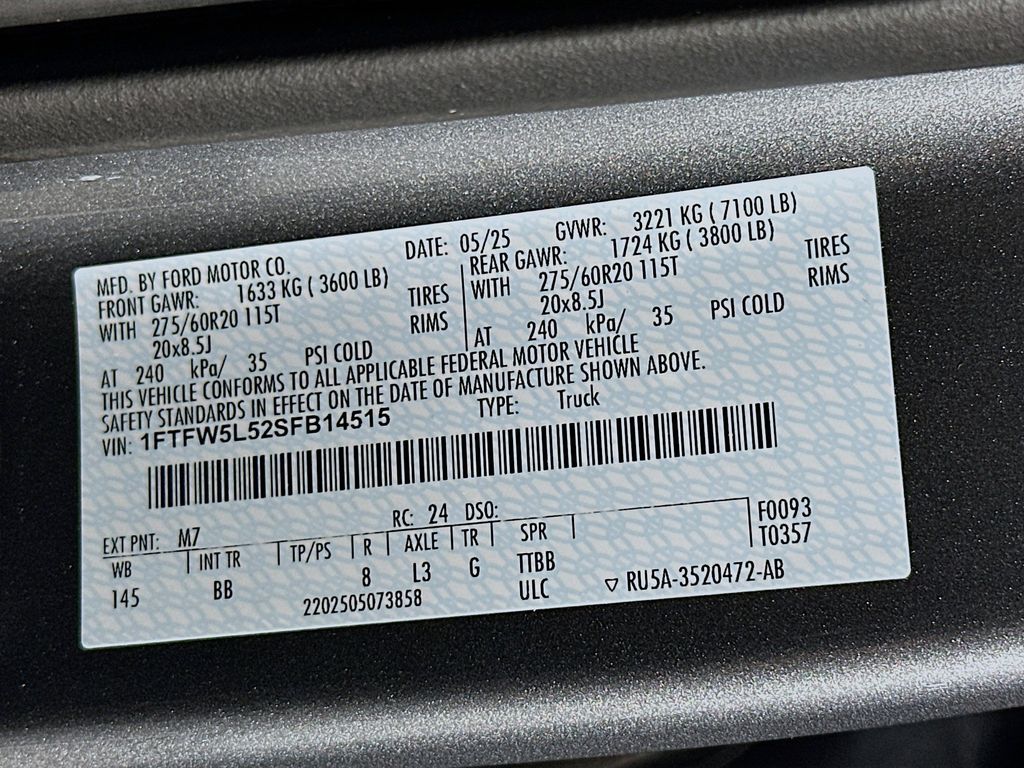 MFD. BY FORD MOTOR CO. DATE: 05/25 GVWR: 3221 KG ( 7100 LB)
FRONT GAWR: 1633 KG ( 3600 LB) REAR GAWR: 1724 KG ( 3800 LB)
WITH 275/60R20 115T TIRES WITH 275/60R20 115T TIRES
20x8.5J RIMS 20x8.5J RIMS
AT 240 kPa/ 35 PSI COLD AT 240 kPa/ 35 PSI COLD
THIS VEHICLE CONFORMS TO ALL APPLICABLE FEDERAL MOTOR VEHICLE
SAFETY STANDARDS IN EFFECT ON THE DATE OF MANUFACTURE SHOWN ABOVE.
VIN: 1FTFW5L52SFB14515 TYPE: Truck
EXT PNT: M7 RC: 24 DSO: F0093
WB INT TR TP/PS R AXLE TR SPR T0357
145 BB 8 L3 G TTBB
2202505073858 ULC ▽ RU5A-3520472-AB